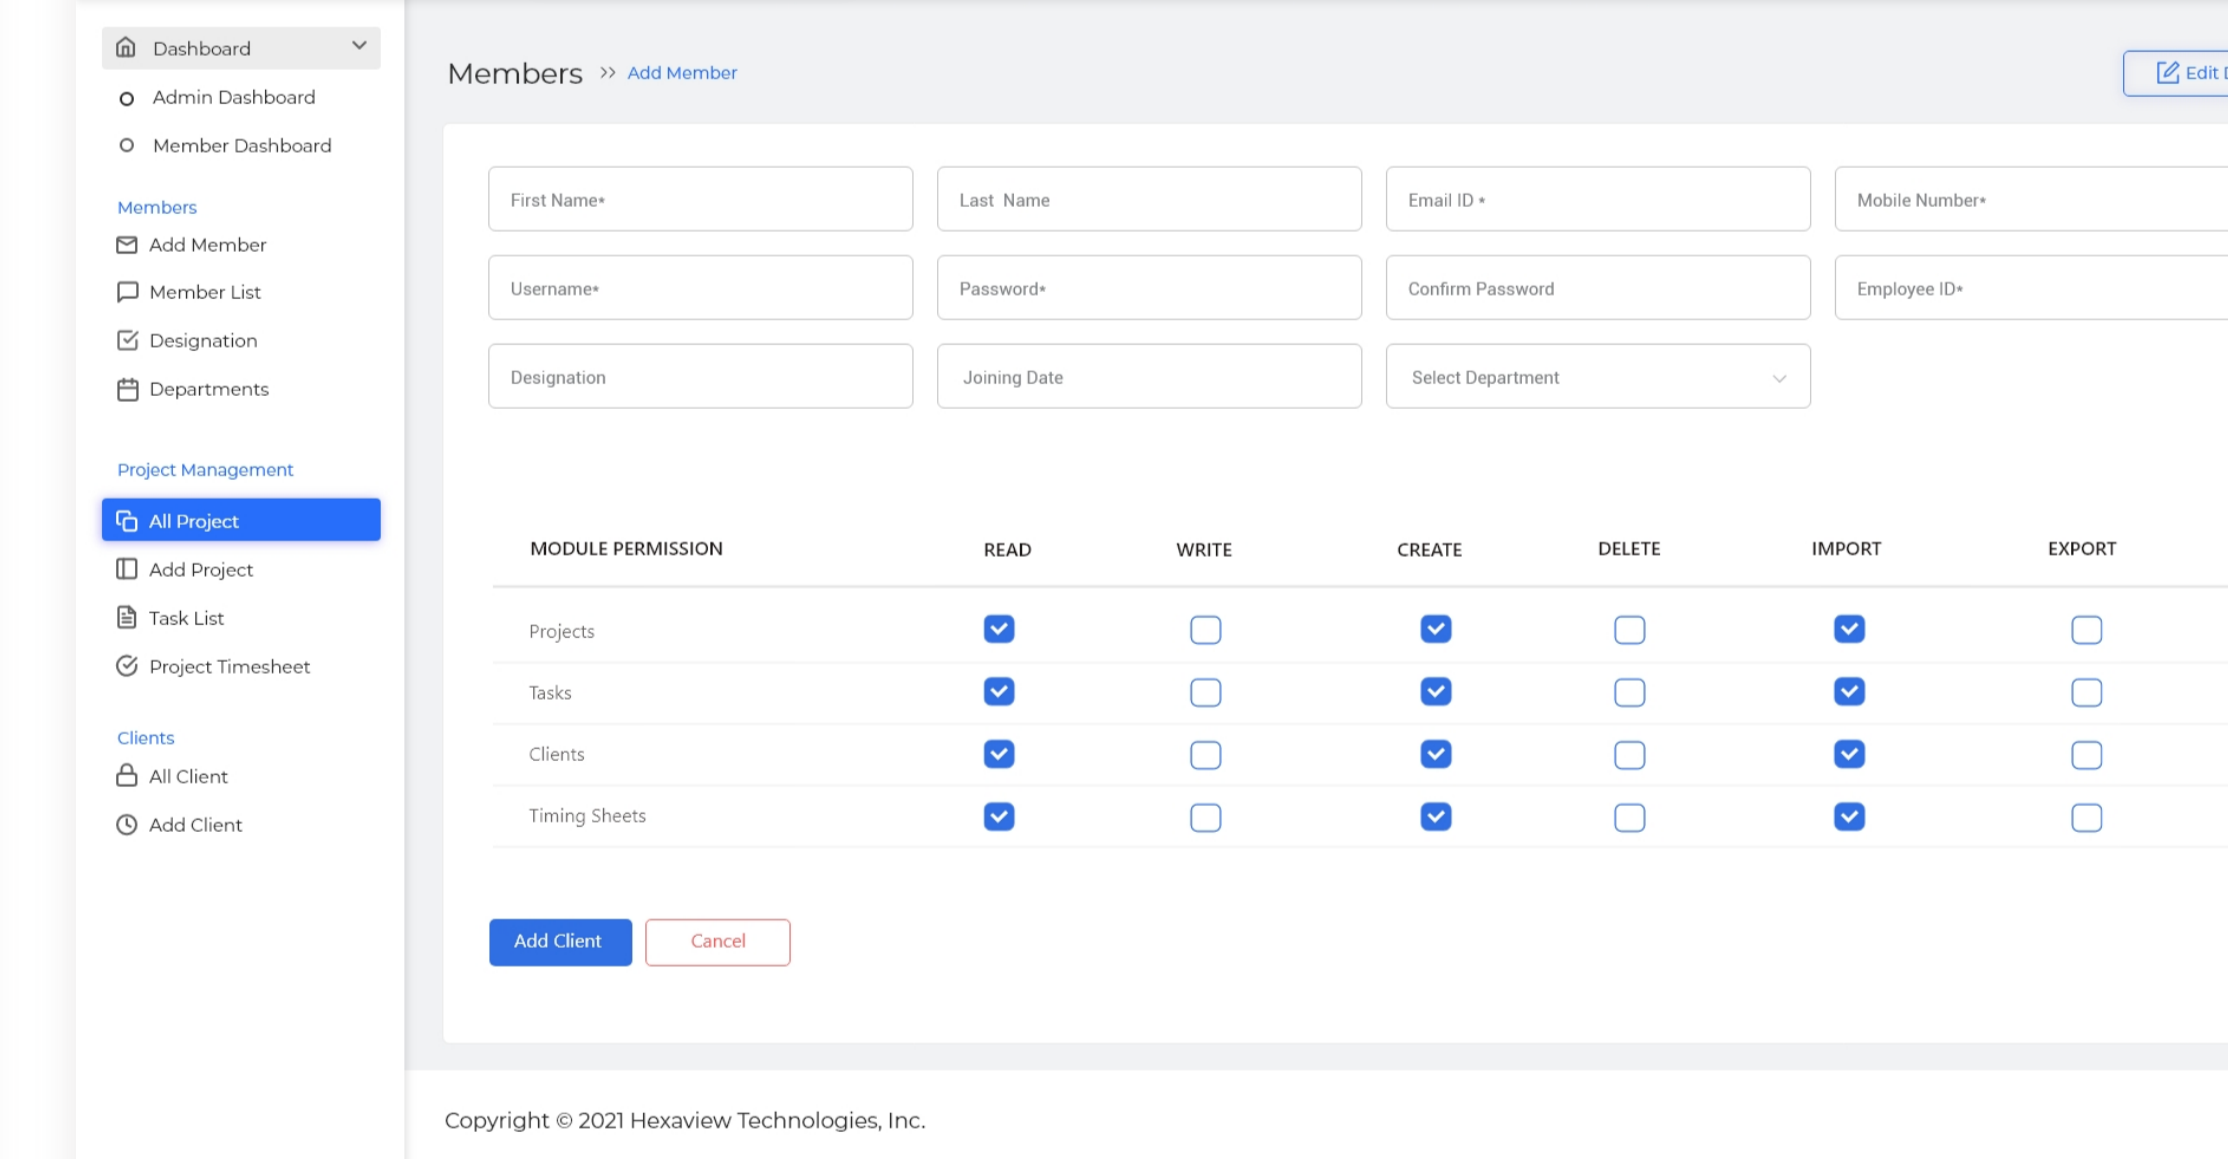 Dashboard
Admin Dashboard
Member Dashboard
Members
Add Member
Member List
Designation
Departments
Project Management
All Project
Add Project
Task List
Project Timesheet
Clients
All Client
Add Client
Members >> Add Member
Edit
First Name* Last Name Email ID * Mobile Number*
Username* Password* Confirm Password Employee ID*
Designation Joining Date Select Department
MODULE PERMISSION READ WRITE CREATE DELETE IMPORT EXPORT
Projects
Tasks
Clients
Timing Sheets
Add Client Cancel
Copyright © 2021 Hexaview Technologies, Inc.